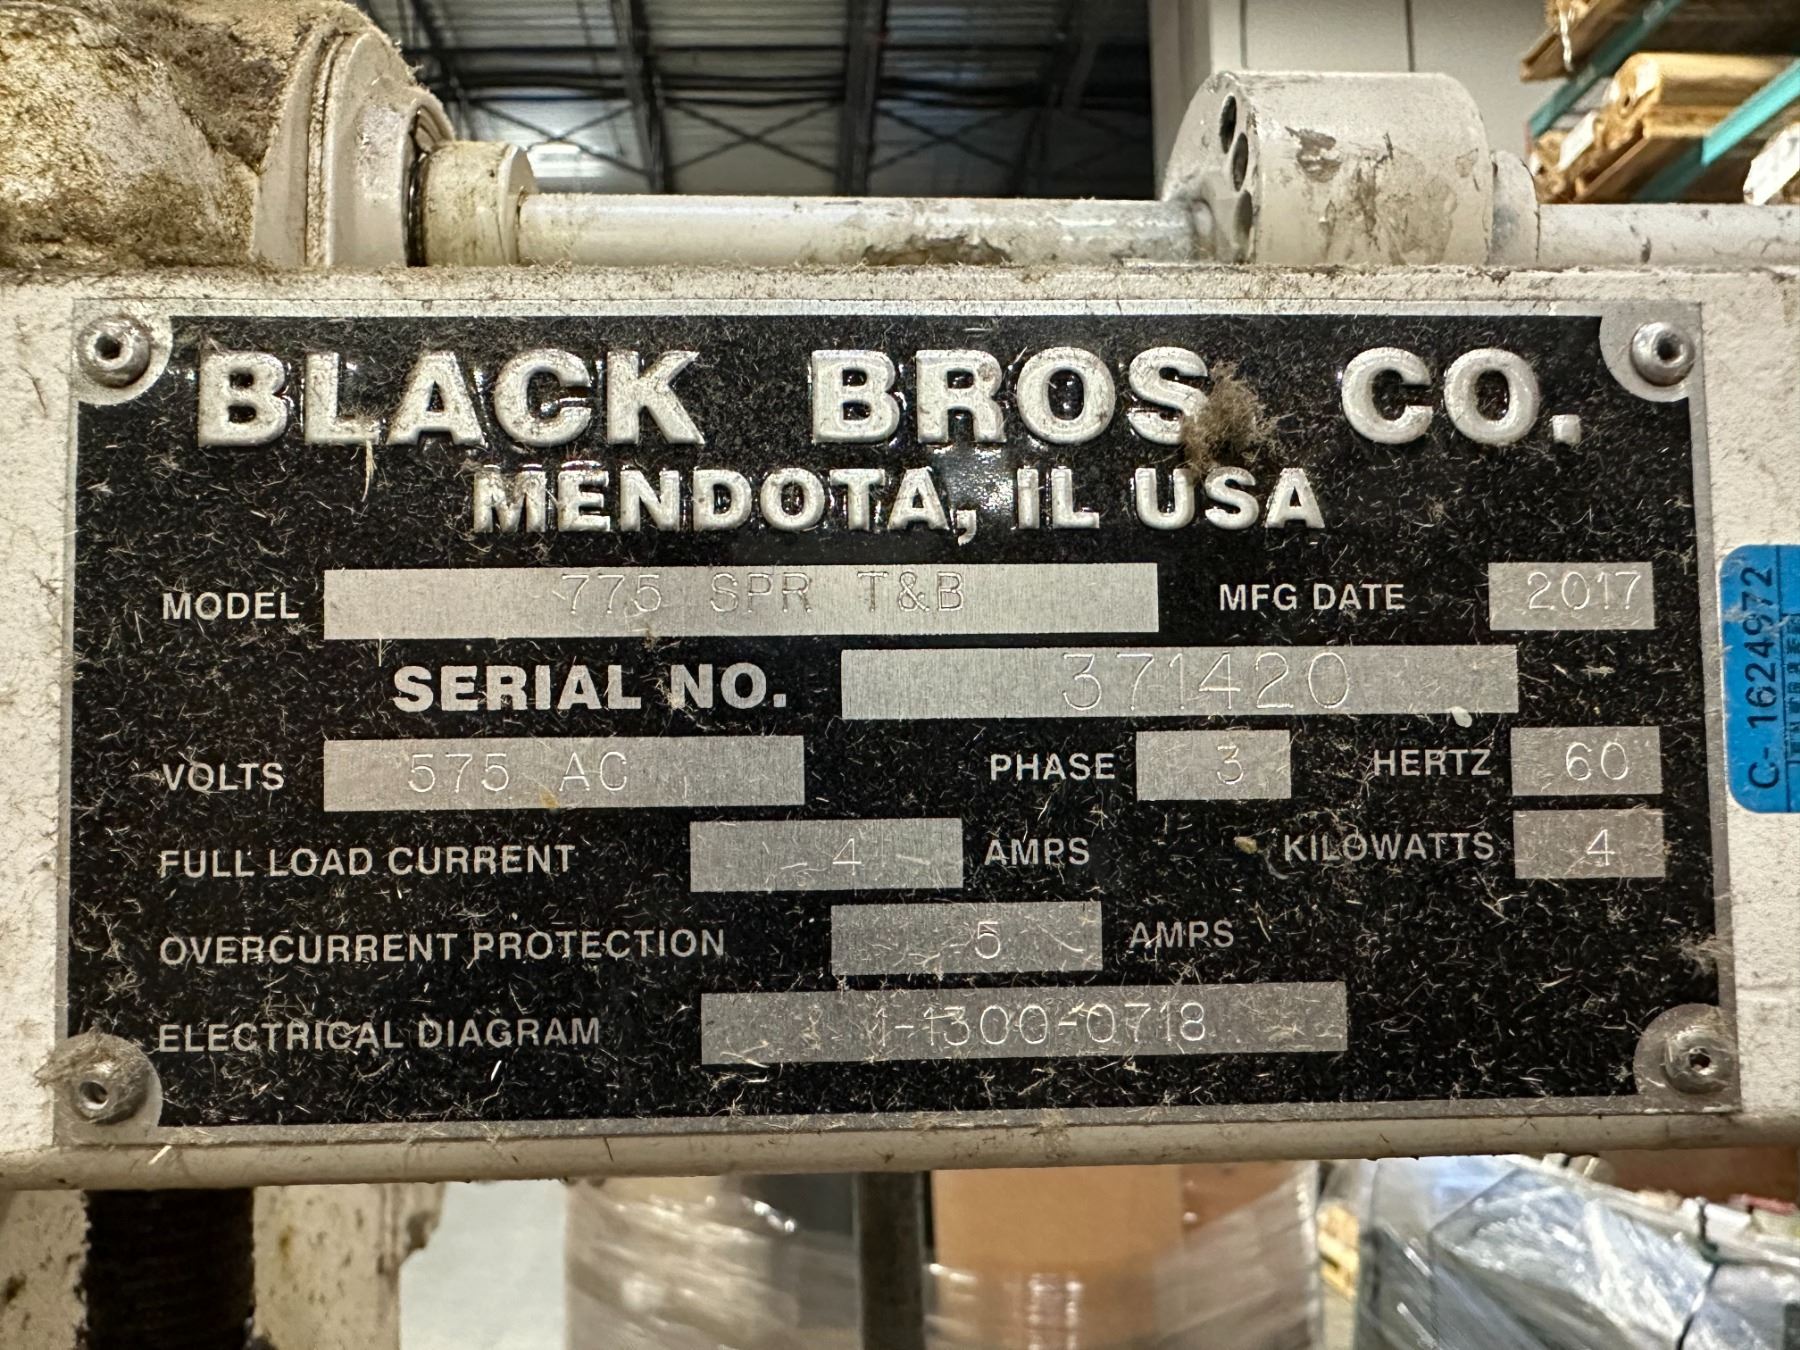 BLACK BROS. CO.
MENDOTA, IL USA
MODEL 775 SPR T&B MFG DATE 2017
SERIAL NO. 371420
VOLTS 575 AC PHASE 3 HERTZ 60
FULL LOAD CURRENT 4 AMPS KILOWATTS 4
OVERCURRENT PROTECTION 5 AMPS
ELECTRICAL DIAGRAM 1-1300-0718
C-1624972